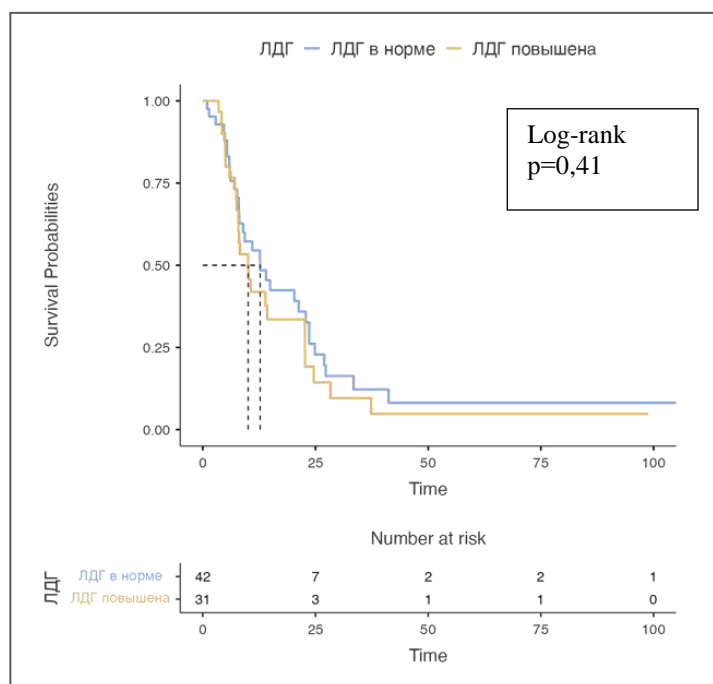 ЛДГ ЛДГ в норме ЛДГ повышена
Log-rank
p=0,41
Survival Probabilities
1.00
0.75
0.50
0.25
0.00
0 25 50 75 100
Time
Number at risk
ЛДГ
ЛДГ в норме 42 7 2 2 1
ЛДГ повышена 31 3 1 1 0
0 25 50 75 100
Time